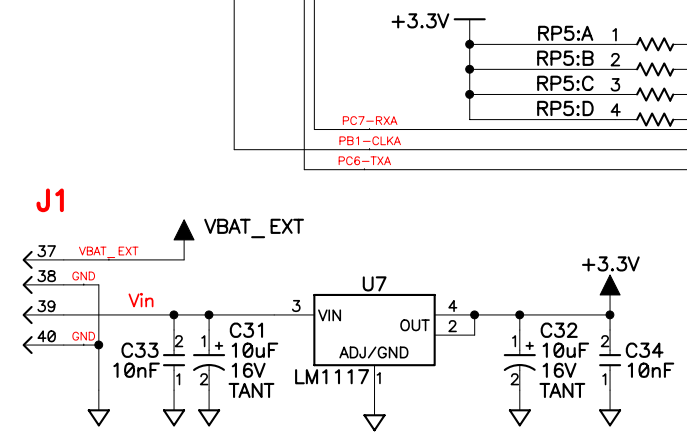 +3.3V
RP5:A 1
RP5:B 2
RP5:C 3
RP5:D 4
PC7-RXA
PB1-CLKA
PC6-TXA
J1
VBAT_EXT
37 VBAT_EXT
38 GND
39 Vin
40 GND
+3.3V
U7
3 VIN
4
OUT 2
ADJ/GND
LM1117 1
C33
10nF
2
1
C31
10uF
16V
TANT
1 +
2
C32
10uF
16V
TANT
1 +
2
C34
10nF
2
1